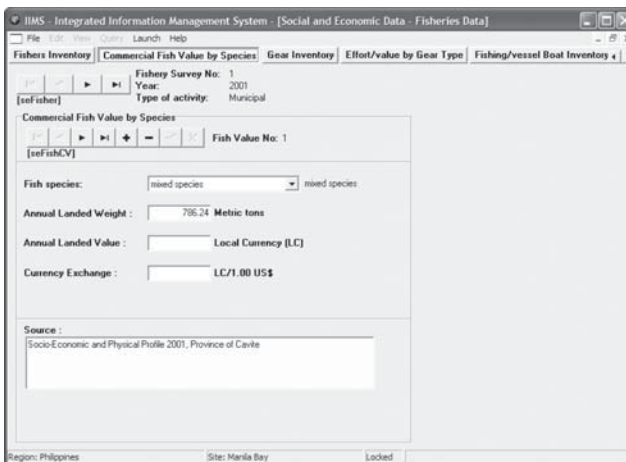 IIMS - Integrated Information Management System - [Social and Economic Data - Fisheries Data]
File Edit View Query Launch Help
Fishers Inventory Commercial Fish Value by Species Gear Inventory Effort/value by Gear Type Fishing/vessel Boat Inventory
Fishery Survey No: 1
Year: 2001
[seFisher] Type of activity: Municipal
Commercial Fish Value by Species
Fish Value No: 1
[seFishCV]
Fish species: mixed species mixed species
Annual Landed Weight : 786.24 Metric tons
Annual Landed Value : Local Currency (LC)
Currency Exchange : LC/1.00 US$
Source :
Socio-Economic and Physical Profile 2001, Province of Cavite
Region: Philippines Site: Manila Bay Locked